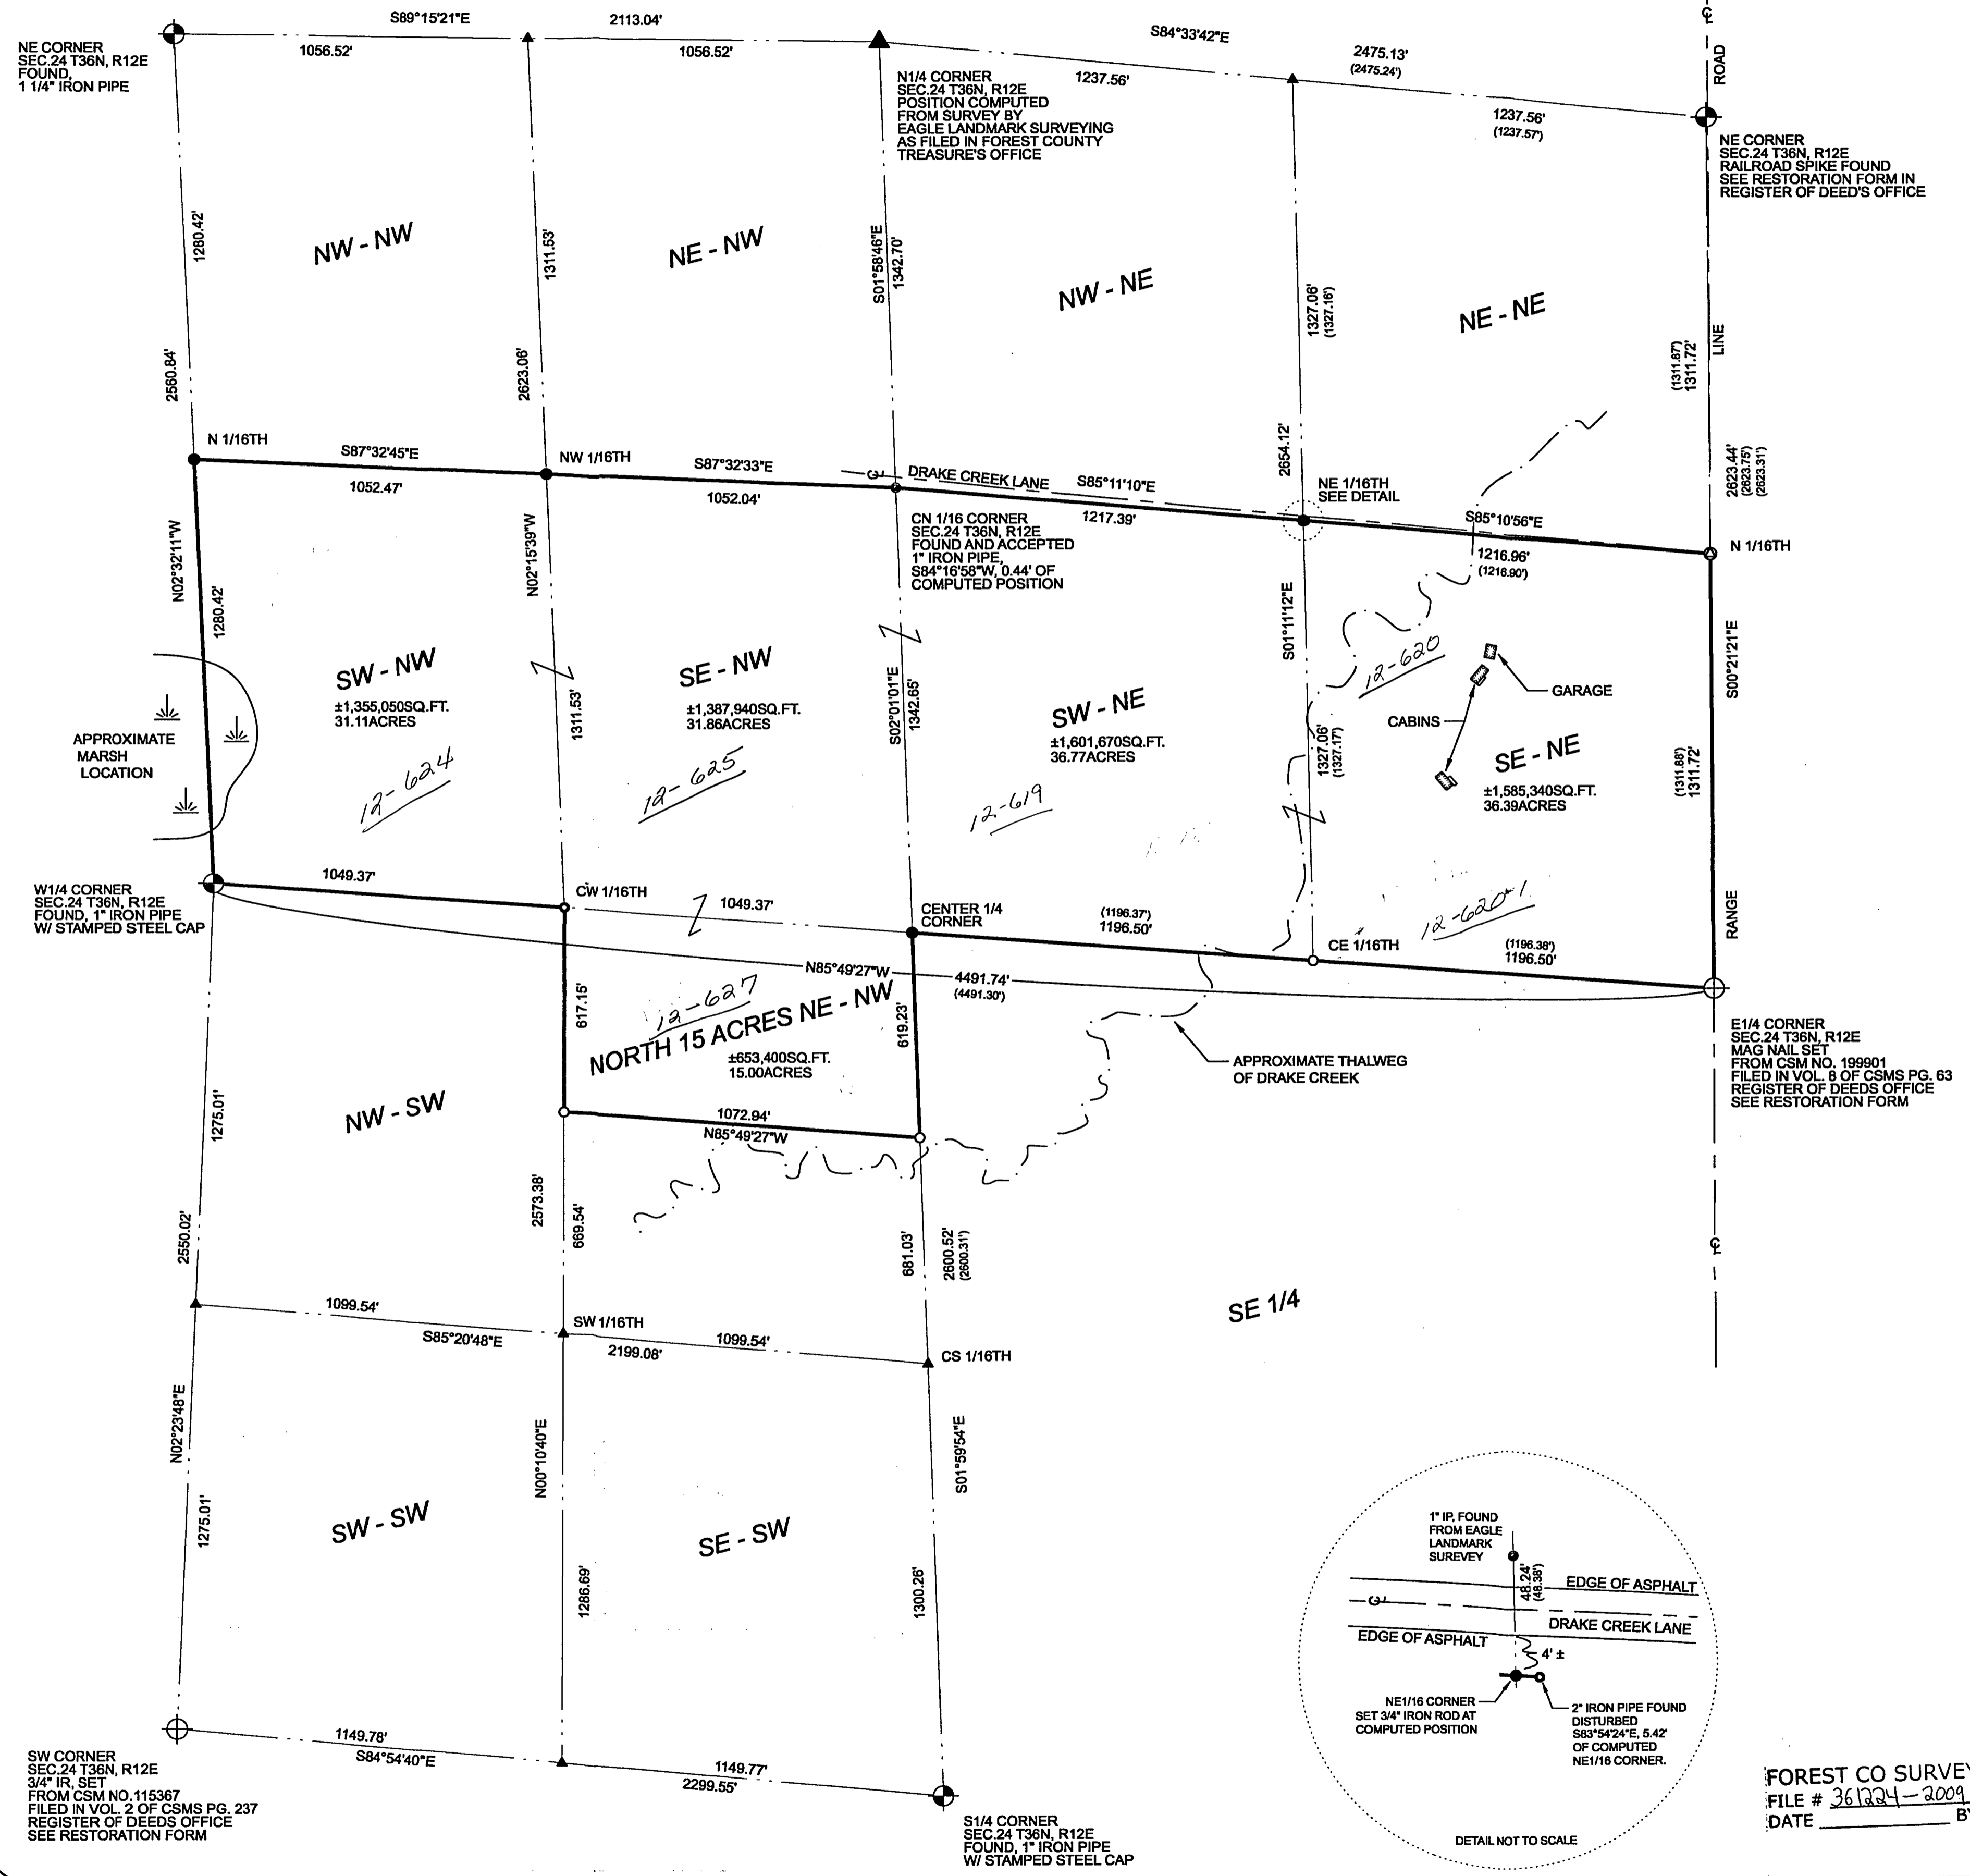 S89°15'21"E
2113.04'
1056.52'
1056.52'
NE CORNER
SEC.24 T36N, R12E
FOUND,
1 1/4" IRON PIPE
N1/4 CORNER
SEC.24 T36N, R12E
POSITION COMPUTED
FROM SURVEY BY
EAGLE LANDMARK SURVEYING
AS FILED IN FOREST COUNTY
TREASURE'S OFFICE
S84°33'42"E
2475.13'
(2475.24')
1237.56'
1237.56'
(1237.57')
ROAD
NE CORNER
SEC.24 T36N, R12E
RAILROAD SPIKE FOUND
SEE RESTORATION FORM IN
REGISTER OF DEED'S OFFICE
1280.42'
NW - NW
1311.53'
NE - NW
S01°58'46"E
1342.70'
NW - NE
1327.06'
(1327.16')
NE - NE
(1311.87')
1311.72'
LINE
2560.84'
2623.06'
2654.12'
2623.44'
(2623.75')
(2623.31')
N 1/16TH
S87°32'45"E
1052.47'
NW 1/16TH
S87°32'33"E
1052.04'
DRAKE CREEK LANE
S85°11'10"E
1217.39'
NE 1/16TH
SEE DETAIL
S85°10'56"E
1216.96'
(1216.90')
N 1/16TH
CN 1/16 CORNER
SEC.24 T36N, R12E
FOUND AND ACCEPTED
1" IRON PIPE,
S84°16'58"W, 0.44' OF
COMPUTED POSITION
N02°32'11"W
1280.42'
N02°15'39"W
1311.53'
S02°01'01"E
1342.65'
S01°11'12"E
1327.06'
(1327.17')
S00°21'21"E
(1311.88')
1311.72'
SW - NW
±1,355,050SQ.FT.
31.11ACRES
12-624
SE - NW
±1,387,940SQ.FT.
31.86ACRES
12-625
SW - NE
±1,601,670SQ.FT.
36.77ACRES
12-619
12-620
GARAGE
CABINS
SE - NE
±1,585,340SQ.FT.
36.39ACRES
12-620-1
APPROXIMATE
MARSH
LOCATION
W1/4 CORNER
SEC.24 T36N, R12E
FOUND, 1" IRON PIPE
W/ STAMPED STEEL CAP
1049.37'
CW 1/16TH
1049.37'
CENTER 1/4
CORNER
(1196.37')
1196.50'
CE 1/16TH
(1196.38')
1196.50'
RANGE
N85°49'27"W
4491.74'
(4491.30')
617.15'
12-627
NORTH 15 ACRES NE - NW
±653,400SQ.FT.
15.00ACRES
619.23'
APPROXIMATE THALWEG
OF DRAKE CREEK
E1/4 CORNER
SEC.24 T36N, R12E
MAG NAIL SET
FROM CSM NO. 199901
FILED IN VOL. 8 OF CSMS PG. 63
REGISTER OF DEEDS OFFICE
SEE RESTORATION FORM
1072.94'
N85°49'27"W
1275.01'
NW - SW
2550.02'
2573.38'
669.54'
681.03'
2600.52'
(2600.31')
SE 1/4
1099.54'
S85°20'48"E
SW 1/16TH
1099.54'
2199.08'
CS 1/16TH
N02°23'48"E
1275.01'
SW - SW
N00°10'40"E
1286.69'
SE - SW
S01°59'54"E
1300.26'
1149.78'
S84°54'40"E
1149.77'
2299.55'
SW CORNER
SEC.24 T36N, R12E
3/4" IR, SET
FROM CSM NO.115367
FILED IN VOL. 2 OF CSMS PG. 237
REGISTER OF DEEDS OFFICE
SEE RESTORATION FORM
S1/4 CORNER
SEC.24 T36N, R12E
FOUND, 1" IRON PIPE
W/ STAMPED STEEL CAP
1" IP, FOUND
FROM EAGLE
LANDMARK
SUREVEY
48.24'
(48.38')
EDGE OF ASPHALT
DRAKE CREEK LANE
EDGE OF ASPHALT
4' ±
NE1/16 CORNER
SET 3/4" IRON ROD AT
COMPUTED POSITION
2" IRON PIPE FOUND
DISTURBED
S83°54'24"E, 5.42'
OF COMPUTED
NE1/16 CORNER.
DETAIL NOT TO SCALE
FOREST CO SURVEY
FILE # 361224-2009
DATE